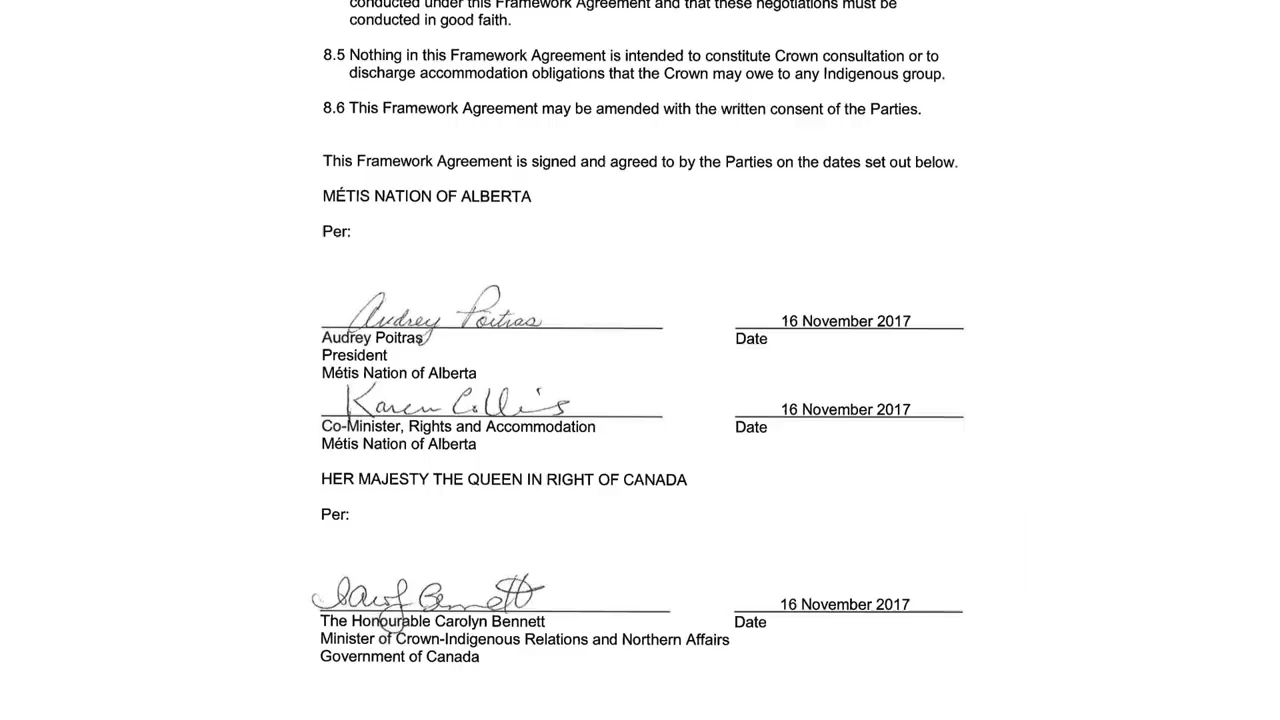 conducted under this Framework Agreement and that these negotiations must be
conducted in good faith.
8.5 Nothing in this Framework Agreement is intended to constitute Crown consultation or to
discharge accommodation obligations that the Crown may owe to any Indigenous group.
8.6 This Framework Agreement may be amended with the written consent of the Parties.
This Framework Agreement is signed and agreed to by the Parties on the dates set out below.
MÉTIS NATION OF ALBERTA
Per:
Audrey Poitras 16 November 2017
Audrey Poitras Date
President
Métis Nation of Alberta
Karen Collins 16 November 2017
Co-Minister, Rights and Accommodation Date
Métis Nation of Alberta
HER MAJESTY THE QUEEN IN RIGHT OF CANADA
Per:
Carolyn Bennett 16 November 2017
The Honourable Carolyn Bennett Date
Minister of Crown-Indigenous Relations and Northern Affairs
Government of Canada